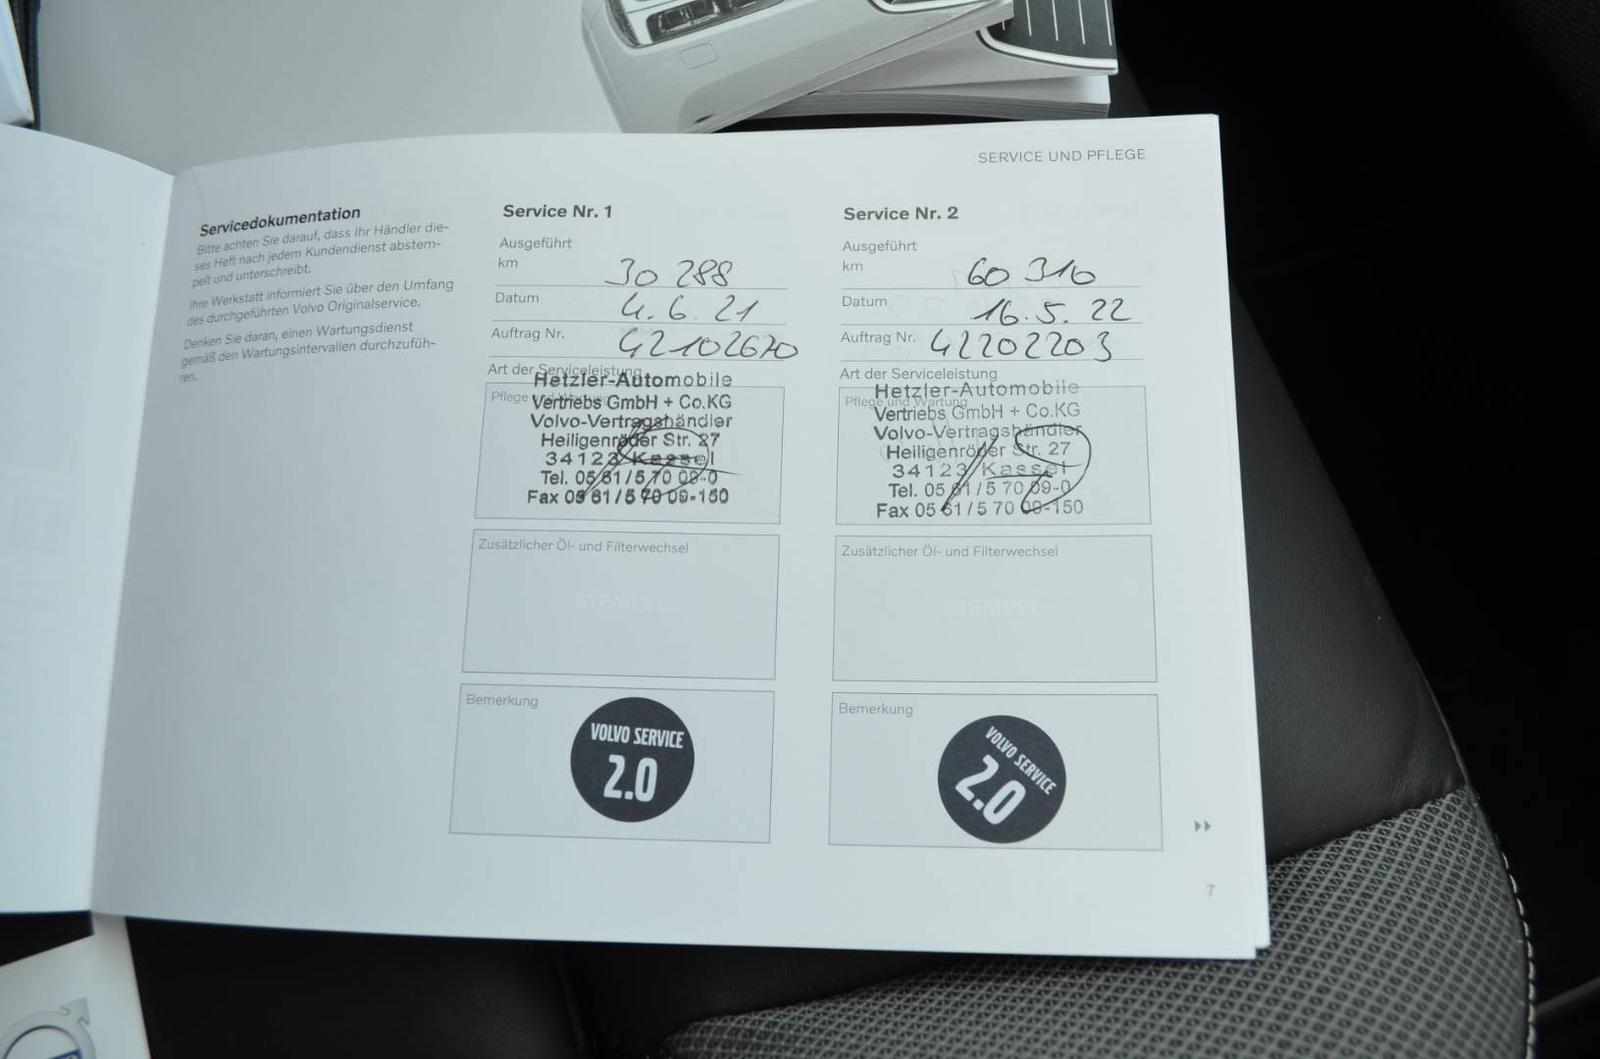 SERVICE UND PFLEGE
Servicedokumentation
Bitte achten Sie darauf, dass Ihr Händler die-
ses Heft nach jedem Kundendienst abstem-
pelt und unterschreibt.
Ihre Werkstatt informiert Sie über den Umfang
des durchgeführten Volvo Originalservice.
Denken Sie daran, einen Wartungsdienst
gemäß den Wartungsintervallen durchzufüh-
ren.
Service Nr. 1
Ausgeführt
km 30 288
Datum 4.6.21
Auftrag Nr. 42102670
Art der Serviceleistung
Pflege und Wartung
Hetzler-Automobile
Vertriebs GmbH + Co.KG
Volvo-Vertragshändler
Heiligenröder Str. 27
34123 Kassel
Tel. 05 61/5 70 09-0
Fax 05 61/5 70 09-150
Zusätzlicher Öl- und Filterwechsel
STEMPEL
Bemerkung
VOLVO SERVICE
2.0
Service Nr. 2
Ausgeführt
km 60 316
Datum 16.5.22
Auftrag Nr. 42202203
Art der Serviceleistung
Pflege und Wartung
Hetzler-Automobile
Vertriebs GmbH + Co.KG
Volvo-Vertragshändler
Heiligenröder Str. 27
34123 Kassel
Tel. 05 61/5 70 09-0
Fax 05 61/5 70 09-150
Zusätzlicher Öl- und Filterwechsel
STEMPEL
Bemerkung
VOLVO SERVICE
2.0
7